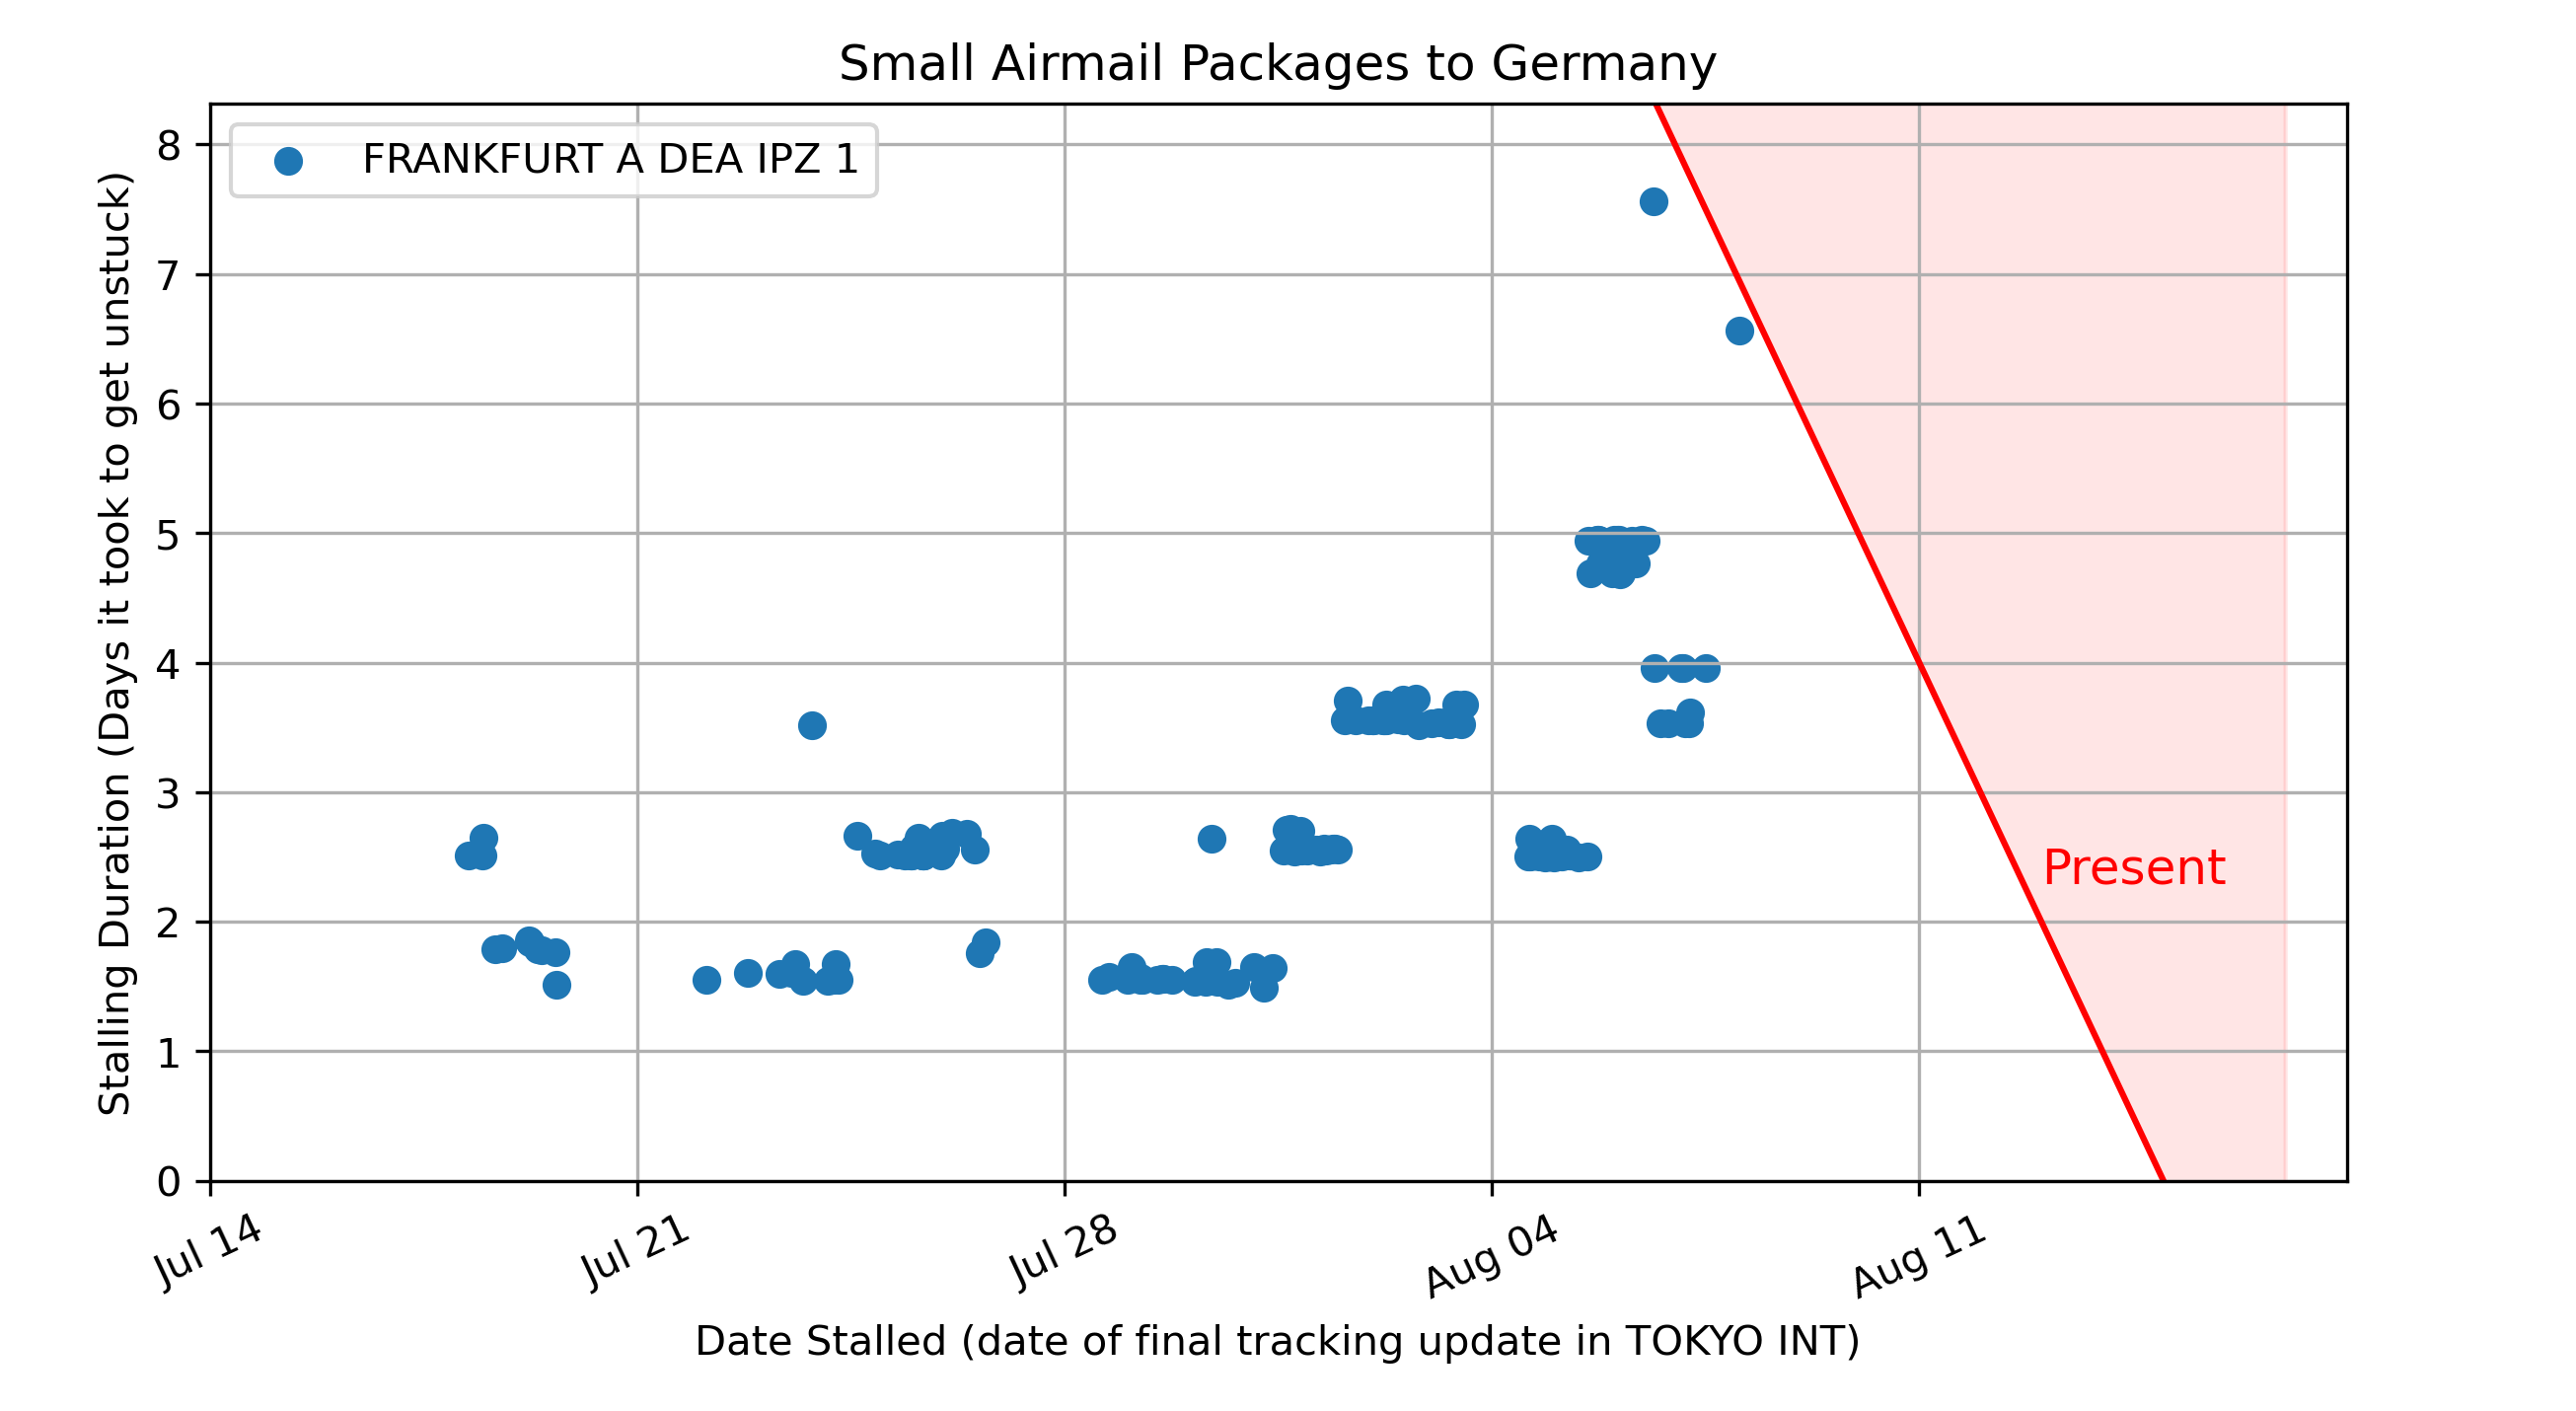 Small Airmail Packages to Germany
FRANKFURT A DEA IPZ 1
Stalling Duration (Days it took to get unstuck)
8
7
6
5
4
3
2
1
0
Present
Jul 14
Jul 21
Jul 28
Aug 04
Aug 11
Date Stalled (date of final tracking update in TOKYO INT)